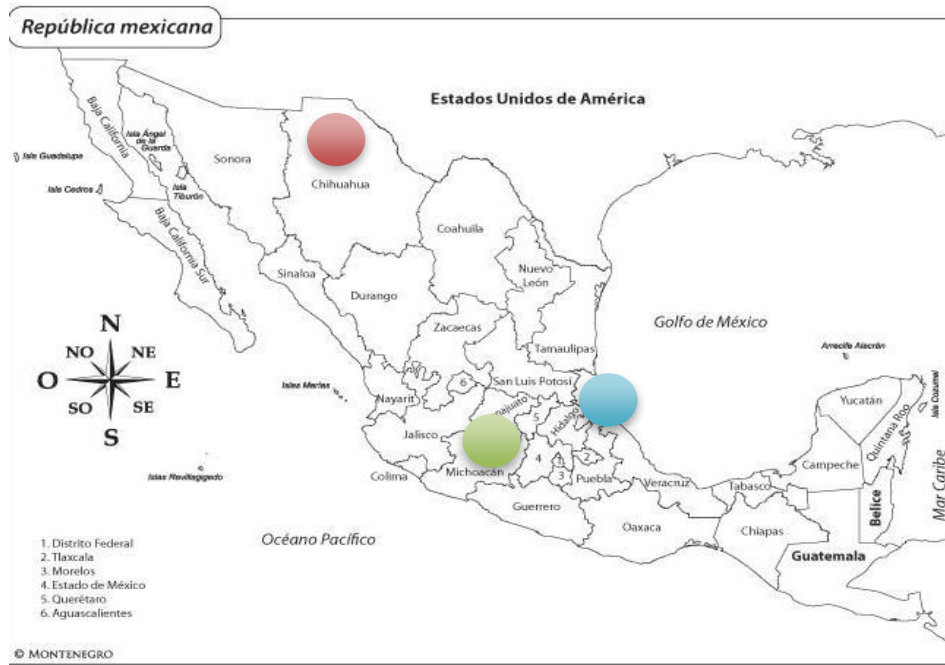 República mexicana
Estados Unidos de América
Baja California
Isla Ángel
de la
Guarda
Isla Guadalupe
Sonora
Isla
Tiburón
Isla Cedros
Chihuahua
Baja California Sur
Coahuila
Sinaloa
Nuevo
León
Durango
Golfo de México
Zacaecas
N
NO
NE
O
E
SO
SE
S
Tamaulipas
Arrecife Alacrán
Isla Cozumel
Islas Marías
6
San Luis Potosí
Nayarit
Yucatán
Quintana Roo
5
Hidalgo
Jalisco
4
1
2
3
Michoacán
Colima
Puebla
Veracruz
Tabasco
Campeche
Mar Caribe
Islas Revillagigedo
Guerrero
Oaxaca
Chiapas
Belice
Guatemala
Océano Pacífico
1. Distrito Federal
2. Tlaxcala
3. Morelos
4. Estado de México
5. Querétaro
6. Aguascalientes
© MONTENEGRO